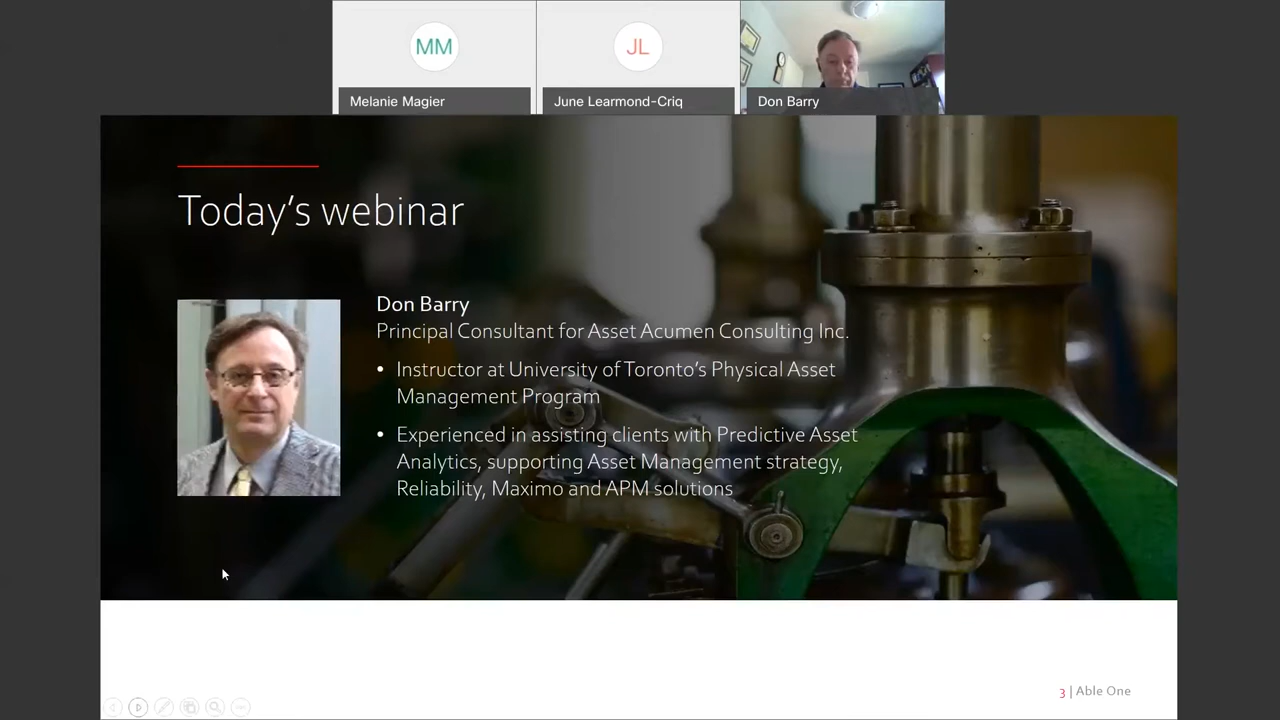 MM
JL
Melanie Magier
June Learmond-Criq
Don Barry
Today's webinar
Don Barry
Principal Consultant for Asset Acumen Consulting Inc.
• Instructor at University of Toronto's Physical Asset
Management Program
• Experienced in assisting clients with Predictive Asset
Analytics, supporting Asset Management strategy,
Reliability, Maximo and APM solutions
3 | Able One